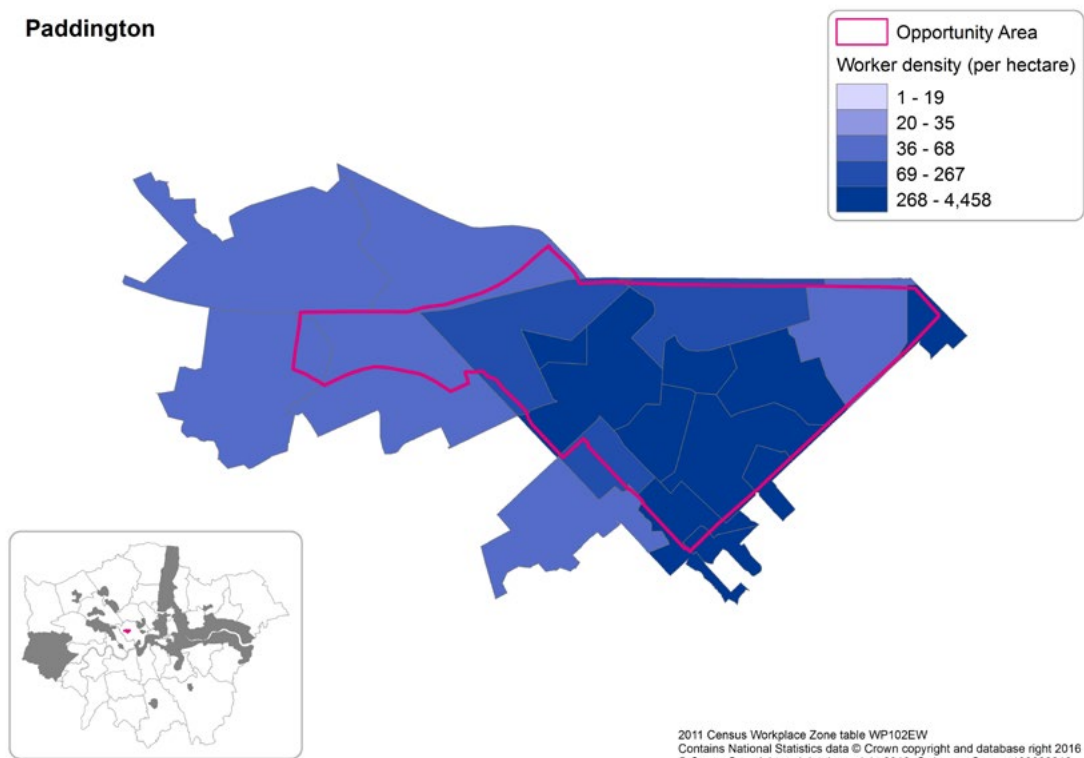 Paddington
Opportunity Area
Worker density (per hectare)
1 - 19
20 - 35
36 - 68
69 - 267
268 - 4,458
2011 Census Workplace Zone table WP102EW
Contains National Statistics data © Crown copyright and database right 2016